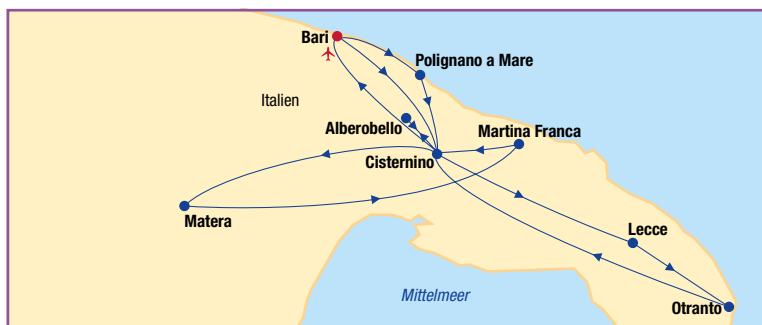 Bari
Polignano a Mare
Italien
Alberobello
Martina Franca
Cisternino
Matera
Lecce
Mittelmeer
Otranto